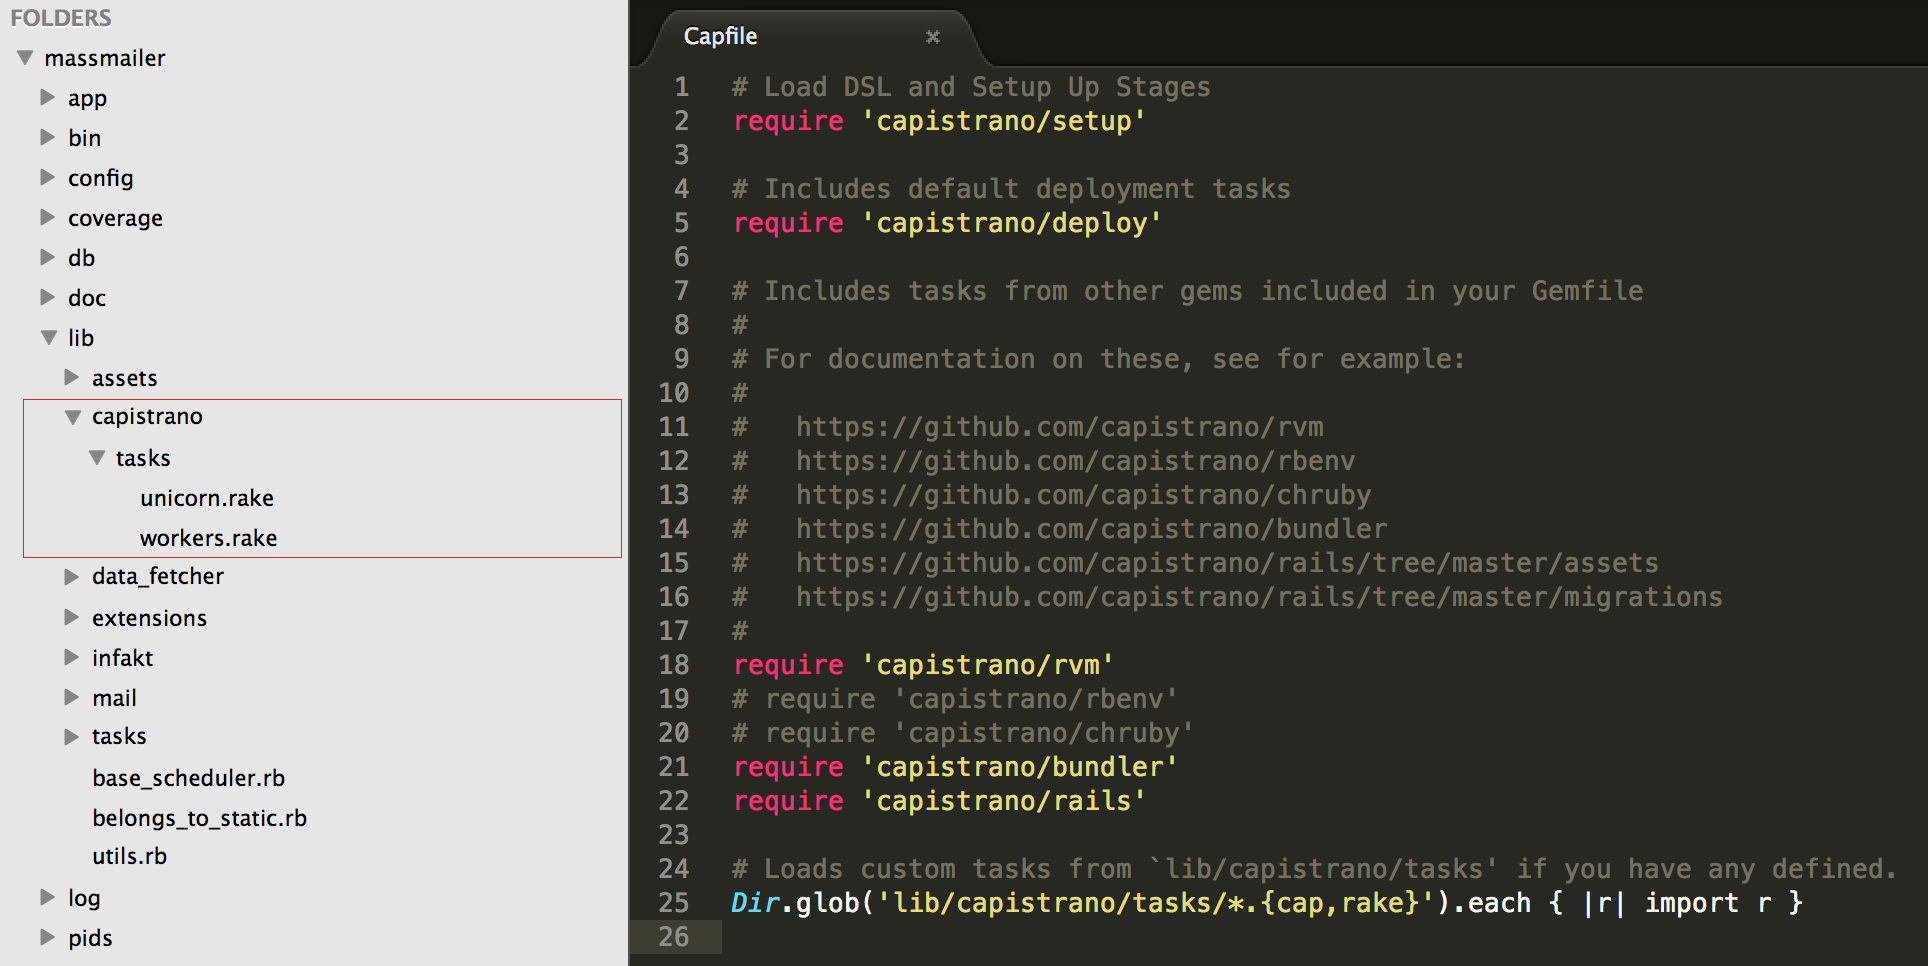 FOLDERS
massmailer
app
bin
config
coverage
db
doc
lib
assets
capistrano
tasks
unicorn.rake
workers.rake
data_fetcher
extensions
infakt
mail
tasks
base_scheduler.rb
belongs_to_static.rb
utils.rb
log
pids
Capfile
1 # Load DSL and Setup Up Stages
2 require 'capistrano/setup'
3
4 # Includes default deployment tasks
5 require 'capistrano/deploy'
6
7 # Includes tasks from other gems included in your Gemfile
8 #
9 # For documentation on these, see for example:
10 #
11 #   https://github.com/capistrano/rvm
12 #   https://github.com/capistrano/rbenv
13 #   https://github.com/capistrano/chruby
14 #   https://github.com/capistrano/bundler
15 #   https://github.com/capistrano/rails/tree/master/assets
16 #   https://github.com/capistrano/rails/tree/master/migrations
17 #
18 require 'capistrano/rvm'
19 # require 'capistrano/rbenv'
20 # require 'capistrano/chruby'
21 require 'capistrano/bundler'
22 require 'capistrano/rails'
23
24 # Loads custom tasks from `lib/capistrano/tasks' if you have any defined.
25 Dir.glob('lib/capistrano/tasks/*.{cap,rake}').each { |r| import r }
26